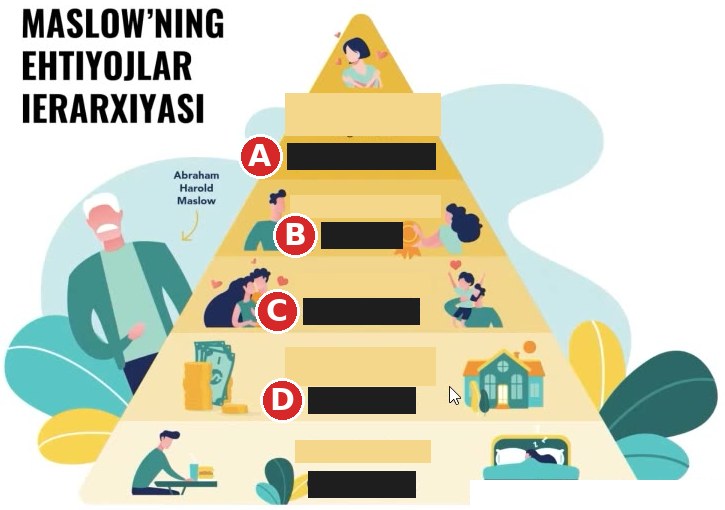 MASLOW’NING
EHTIYOJLAR
IERARXIYASI
Abraham
Harold
Maslow
A
B
C
D